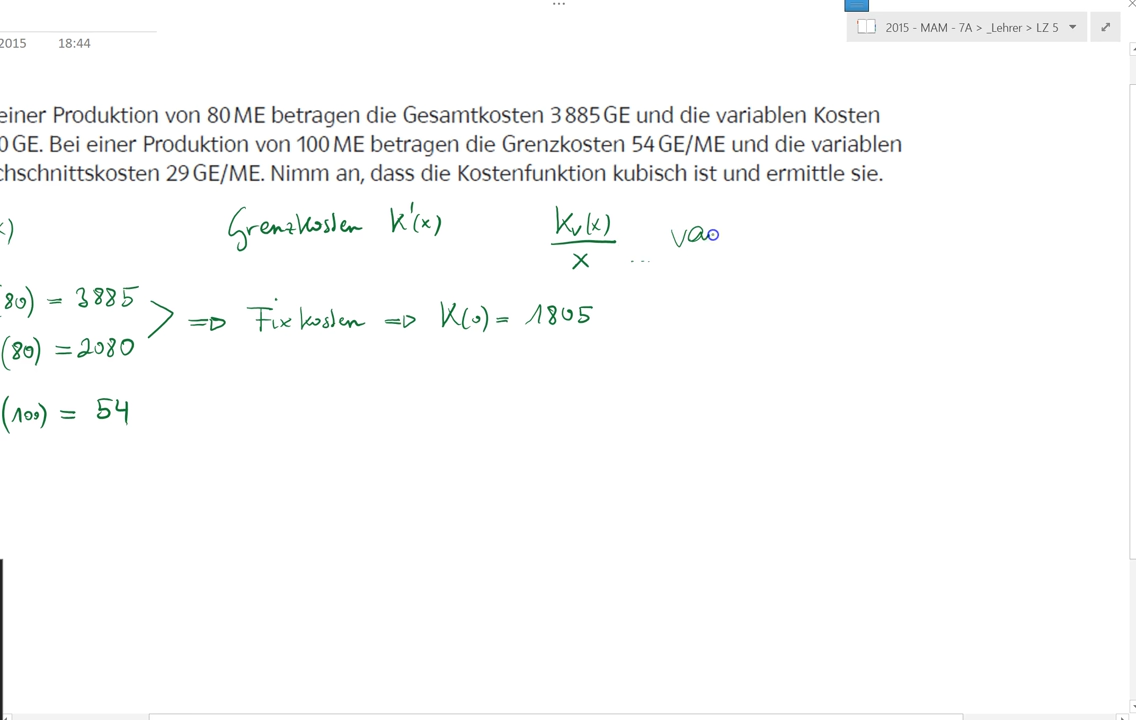 2015 - MAM - 7A > _Lehrer > LZ 5
2015 18:44
einer Produktion von 80 ME betragen die Gesamtkosten 3 885 GE und die variablen Kosten
0 GE. Bei einer Produktion von 100 ME betragen die Grenzkosten 54 GE/ME und die variablen
chschnittskosten 29 GE/ME. Nimm an, dass die Kostenfunktion kubisch ist und ermittle sie.
x) Grenzkosten K'(x) Kv(x)/x ... var
(80) = 3885
=> Fixkosten => K(0) = 1805
(80) = 2080
(100) = 54